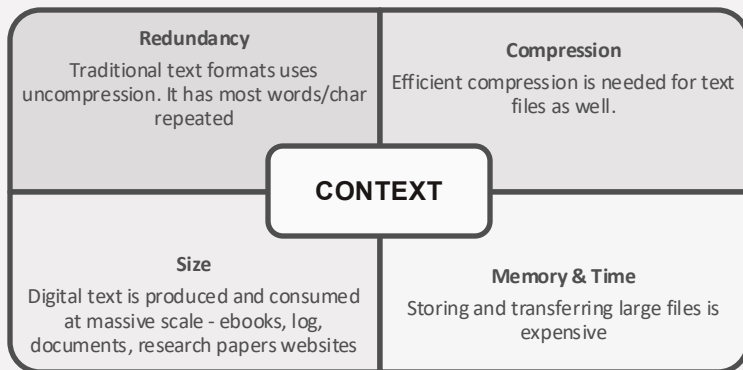 Redundancy
Traditional text formats uses
uncompression. It has most words/char
repeated
Compression
Efficient compression is needed for text
files as well.
CONTEXT
Size
Digital text is produced and consumed
at massive scale - ebooks, log,
documents, research papers websites
Memory & Time
Storing and transferring large files is
expensive